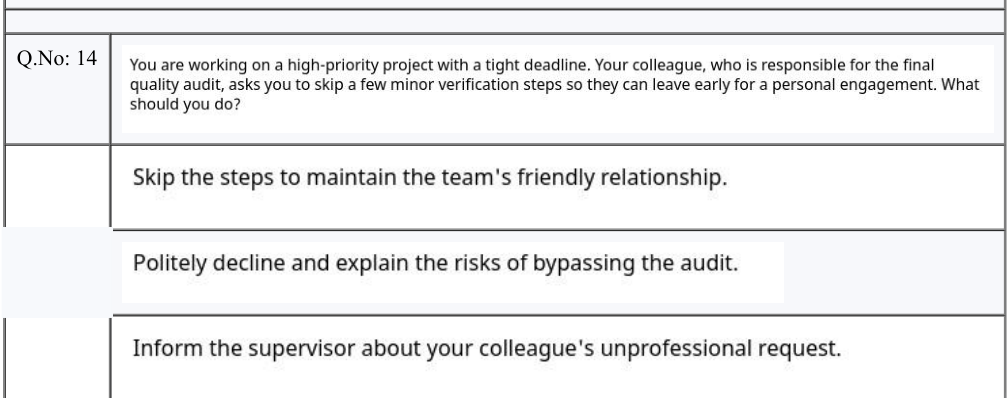 Q.No: 14
You are working on a high-priority project with a tight deadline. Your colleague, who is responsible for the final
quality audit, asks you to skip a few minor verification steps so they can leave early for a personal engagement. What
should you do?
Skip the steps to maintain the team's friendly relationship.
Politely decline and explain the risks of bypassing the audit.
Inform the supervisor about your colleague's unprofessional request.